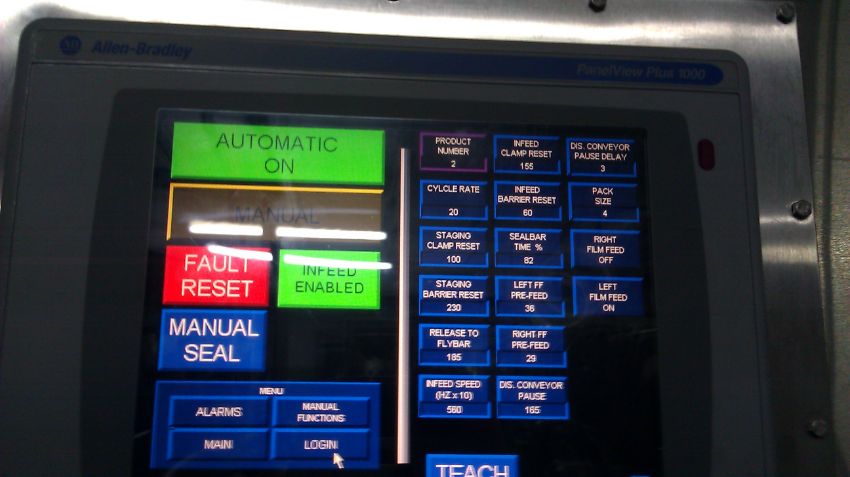 Allen-Bradley
PanelView Plus 1000
AUTOMATIC
ON
MANUAL
FAULT
RESET
INFEED
ENABLED
MANUAL
SEAL
MENU
ALARMS
MANUAL
FUNCTIONS
MAIN
LOGIN
PRODUCT
NUMBER
2
INFEED
CLAMP RESET
155
DIS. CONVEYOR
PAUSE DELAY
3
CYLCLE RATE
20
INFEED
BARRIER RESET
60
PACK
SIZE
4
STAGING
CLAMP RESET
100
SEALBAR
TIME %
82
RIGHT
FILM FEED
OFF
STAGING
BARRIER RESET
230
LEFT FF
PRE-FEED
36
LEFT
FILM FEED
ON
RELEASE TO
FLYBAR
185
RIGHT FF
PRE-FEED
29
INFEED SPEED
(HZ x 10)
560
DIS. CONVEYOR
PAUSE
165
TEACH